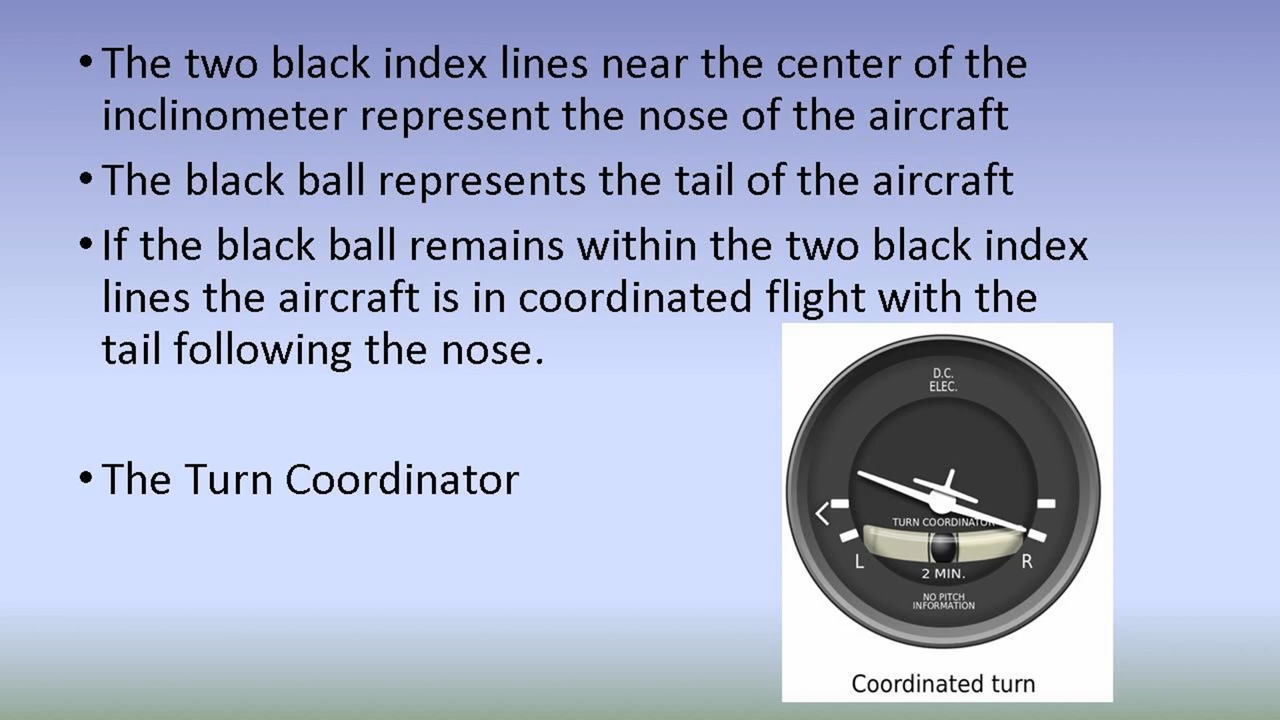 • The two black index lines near the center of the
inclinometer represent the nose of the aircraft
• The black ball represents the tail of the aircraft
• If the black ball remains within the two black index
lines the aircraft is in coordinated flight with the
tail following the nose.
• The Turn Coordinator
D.C.
ELEC.
TURN COORDINATOR
L R
2 MIN.
NO PITCH
INFORMATION
Coordinated turn